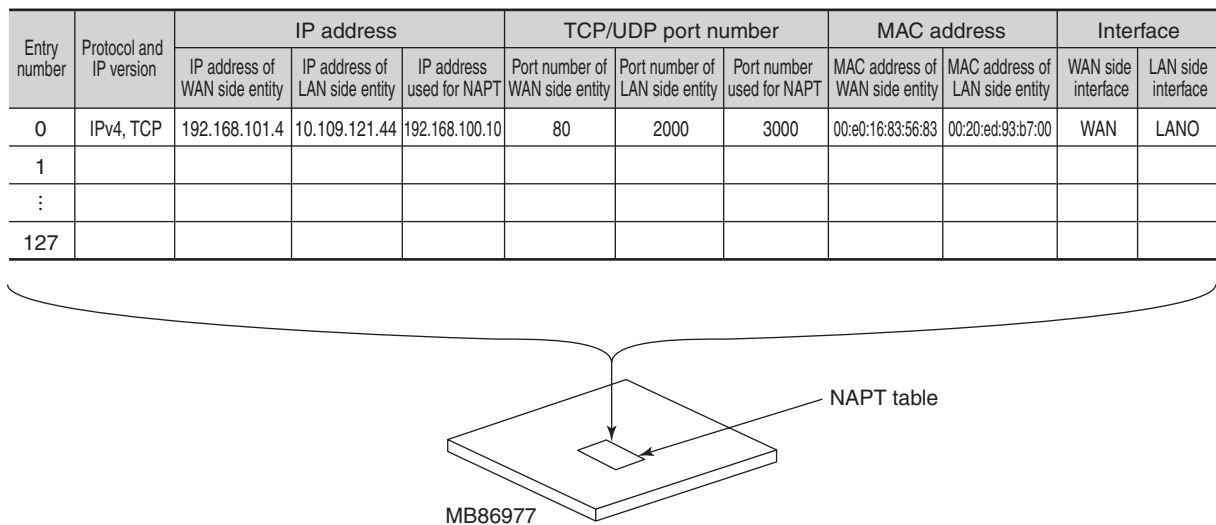 Entry number
Protocol and IP version
IP address
TCP/UDP port number
MAC address
Interface
IP address of WAN side entity
IP address of LAN side entity
IP address used for NAPT
Port number of WAN side entity
Port number of LAN side entity
Port number used for NAPT
MAC address of WAN side entity
MAC address of LAN side entity
WAN side interface
LAN side interface
0 IPv4, TCP 192.168.101.4 10.109.121.44 192.168.100.10 80 2000 3000 00:e0:16:83:56:83 00:20:ed:93:b7:00 WAN LANO
1
⋮
127
NAPT table
MB86977